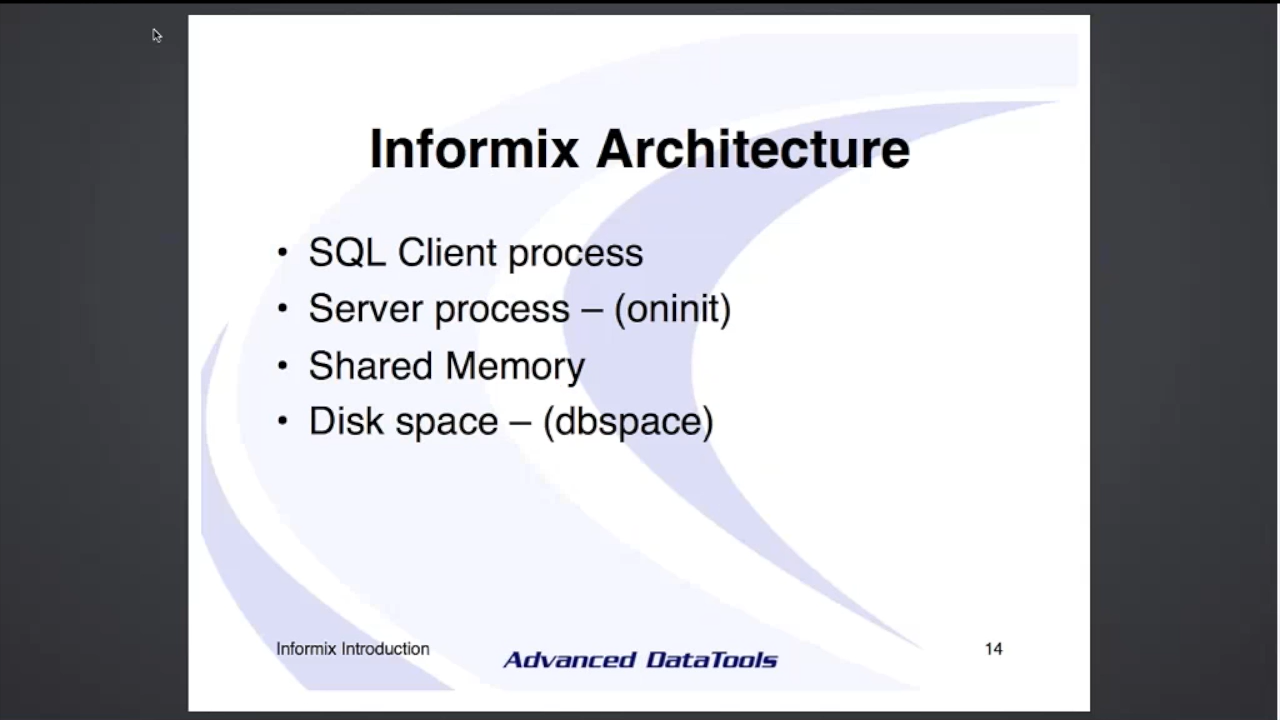 Informix Architecture
• SQL Client process
• Server process – (oninit)
• Shared Memory
• Disk space – (dbspace)
Informix Introduction
Advanced DataTools
14